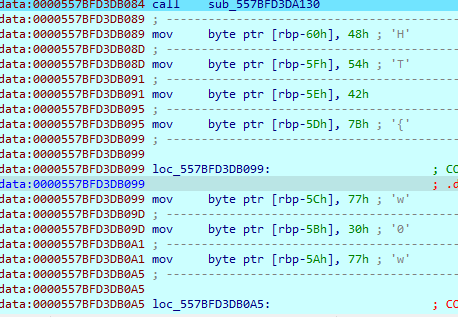 data:0000557BFD3DB084 call sub_557BFD3DA130
data:0000557BFD3DB089 ; ----------------------------------------
data:0000557BFD3DB089 mov byte ptr [rbp-60h], 48h ; 'H'
data:0000557BFD3DB08D ; ----------------------------------------
data:0000557BFD3DB08D mov byte ptr [rbp-5Fh], 54h ; 'T'
data:0000557BFD3DB091 ; ----------------------------------------
data:0000557BFD3DB091 mov byte ptr [rbp-5Eh], 42h
data:0000557BFD3DB095 ; ----------------------------------------
data:0000557BFD3DB095 mov byte ptr [rbp-5Dh], 7Bh ; '{'
data:0000557BFD3DB099 ; ----------------------------------------
data:0000557BFD3DB099
data:0000557BFD3DB099 loc_557BFD3DB099: ; CO
data:0000557BFD3DB099 ; .d
data:0000557BFD3DB099 mov byte ptr [rbp-5Ch], 77h ; 'w'
data:0000557BFD3DB09D ; ----------------------------------------
data:0000557BFD3DB09D mov byte ptr [rbp-5Bh], 30h ; '0'
data:0000557BFD3DB0A1 ; ----------------------------------------
data:0000557BFD3DB0A1 mov byte ptr [rbp-5Ah], 77h ; 'w'
data:0000557BFD3DB0A5 ; ----------------------------------------
data:0000557BFD3DB0A5
data:0000557BFD3DB0A5 loc_557BFD3DB0A5: ; CO